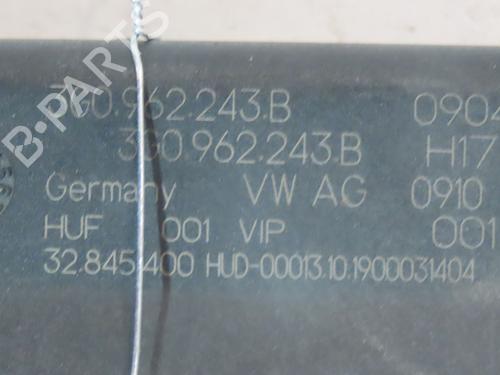 3G0.962.243.B 0904
3G0.962.243.B H17
Germany VW AG 0910
HUF 001 VIP 001
32.845.400 HUD-00013.10.1900031404